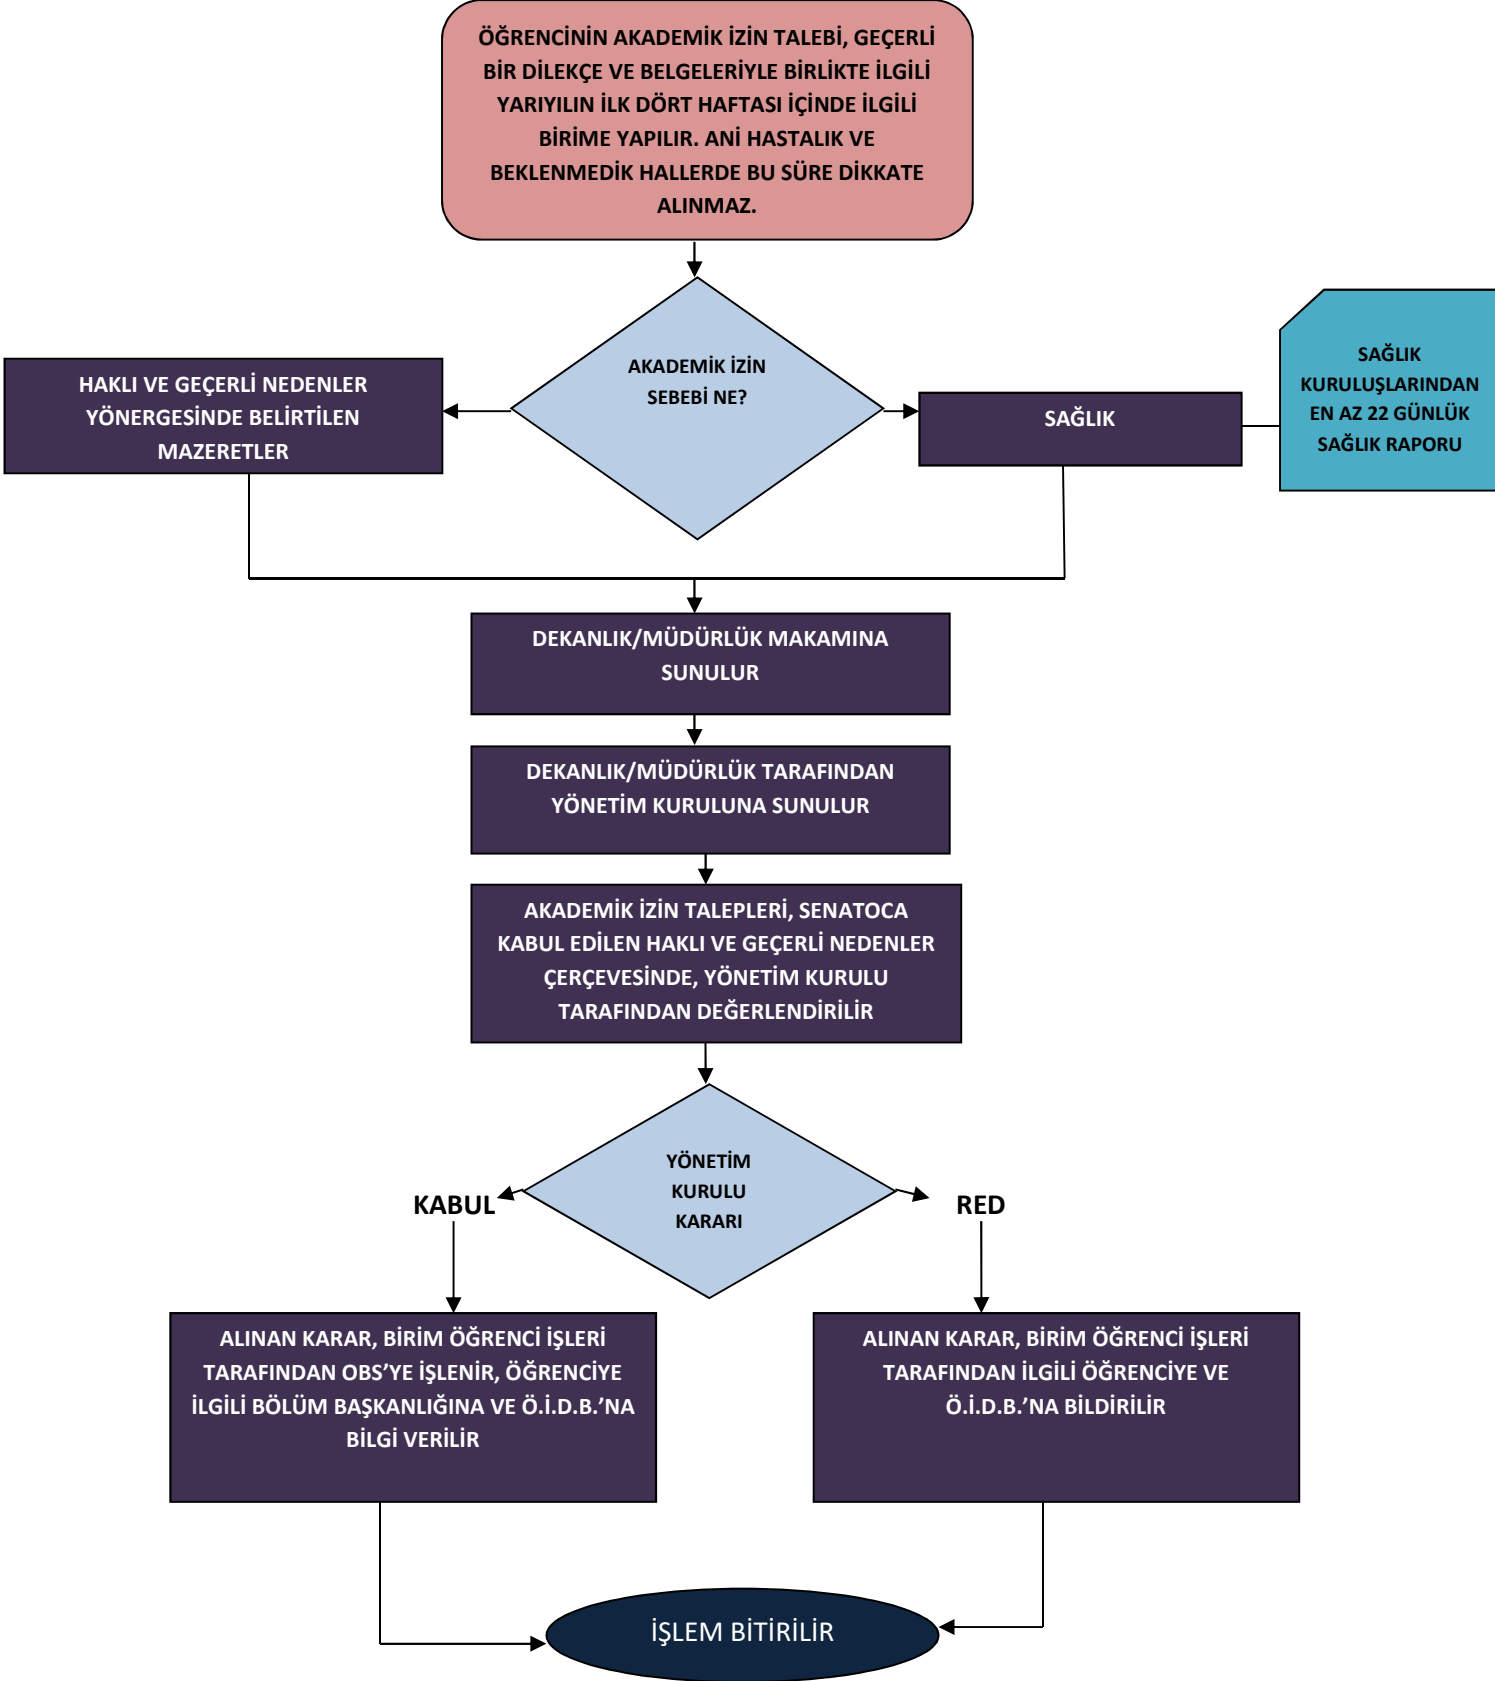 ÖĞRENCİNİN AKADEMİK İZİN TALEBİ, GEÇERLİ
BİR DİLEKÇE VE BELGELERİYLE BİRLİKTE İLGİLİ
YARIYILIN İLK DÖRT HAFTASI İÇİNDE İLGİLİ
BİRİME YAPILIR. ANİ HASTALIK VE
BEKLENMEDİK HALLERDE BU SÜRE DİKKATE
ALINMAZ.
AKADEMİK İZİN
SEBEBİ NE?
HAKLI VE GEÇERLİ NEDENLER
YÖNERGESİNDE BELİRTİLEN
MAZERETLER
SAĞLIK
SAĞLIK
KURULUŞLARINDAN
EN AZ 22 GÜNLÜK
SAĞLIK RAPORU
DEKANLIK/MÜDÜRLÜK MAKAMINA
SUNULUR
DEKANLIK/MÜDÜRLÜK TARAFINDAN
YÖNETİM KURULUNA SUNULUR
AKADEMİK İZİN TALEPLERİ, SENATOCA
KABUL EDİLEN HAKLI VE GEÇERLİ NEDENLER
ÇERÇEVESİNDE, YÖNETİM KURULU
TARAFINDAN DEĞERLENDİRİLİR
YÖNETİM
KURULU
KARARI
KABUL
RED
ALINAN KARAR, BİRİM ÖĞRENCİ İŞLERİ
TARAFINDAN OBS’YE İŞLENİR, ÖĞRENCİYE
İLGİLİ BÖLÜM BAŞKANLIĞINA VE Ö.İ.D.B.’NA
BİLGİ VERİLİR
ALINAN KARAR, BİRİM ÖĞRENCİ İŞLERİ
TARAFINDAN İLGİLİ ÖĞRENCİYE VE
Ö.İ.D.B.’NA BİLDİRİLİR
İŞLEM BİTİRİLİR